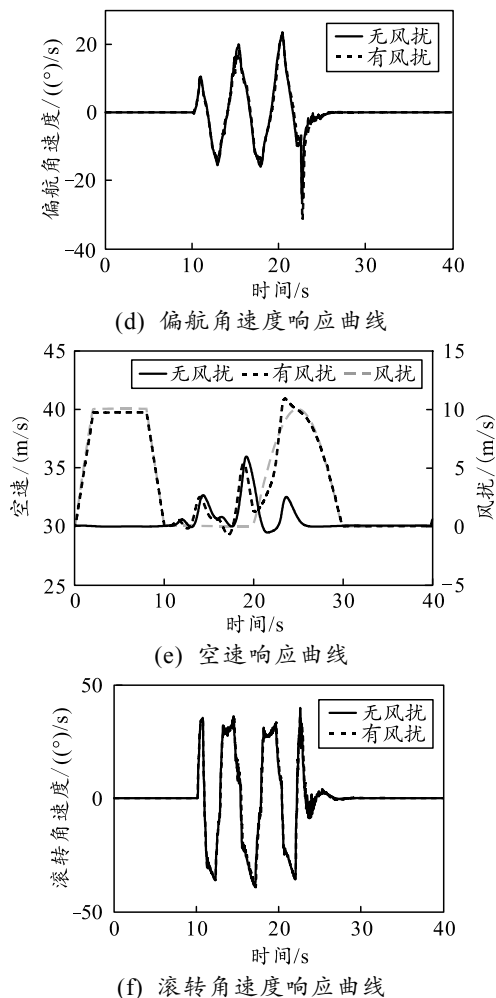 无风扰
有风扰
20
0
−20
−40
偏航角速度/((°)/s)
0 10 20 30 40
时间/s
(d) 偏航角速度响应曲线
45 15
无风扰 有风扰 风扰
40 10
35 5
30 0
25 −5
空速/(m/s)
风扰/(m/s)
0 10 20 30 40
时间/s
(e) 空速响应曲线
50
无风扰
有风扰
0
−50
滚转角速度/((°)/s)
0 10 20 30 40
时间/s
(f) 滚转角速度响应曲线